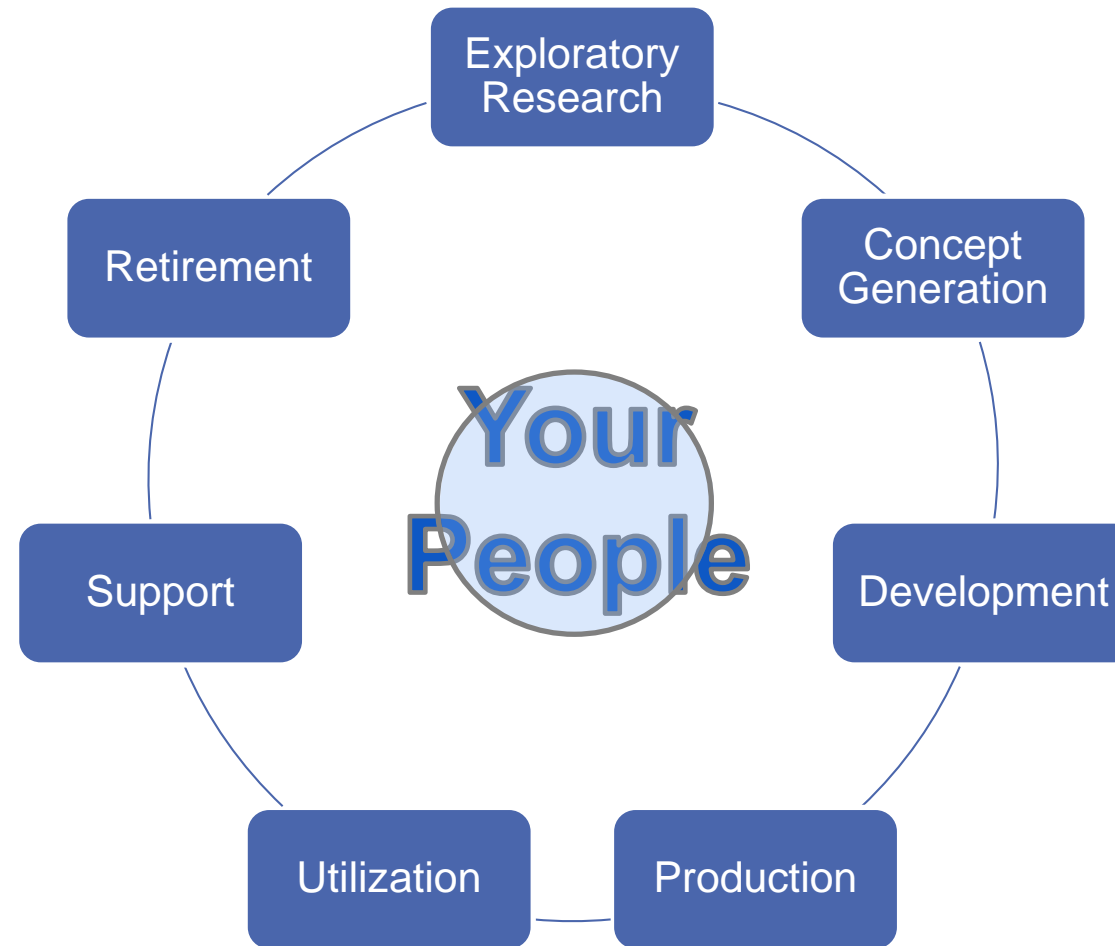 Exploratory
Research
Concept
Generation
Development
Production
Utilization
Support
Retirement
Your
People